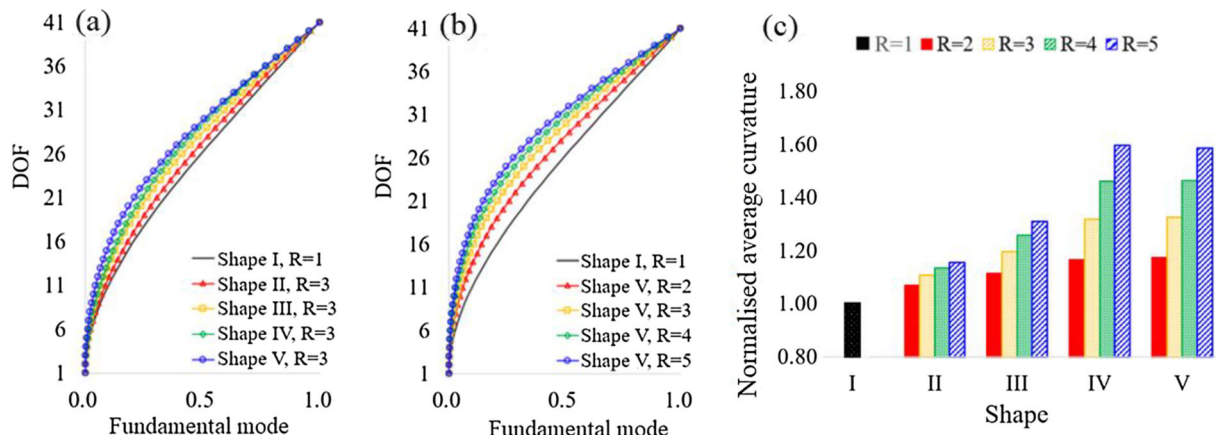 (a)
41
36
31
26
21
16
11
6
1
DOF
Shape I, R=1
Shape II, R=3
Shape III, R=3
Shape IV, R=3
Shape V, R=3
0.0 0.5 1.0
Fundamental mode
(b)
41
36
31
26
21
16
11
6
1
DOF
Shape I, R=1
Shape V, R=2
Shape V, R=3
Shape V, R=4
Shape V, R=5
0.0 0.5 1.0
Fundamental mode
(c)
R=1 R=2 R=3 R=4 R=5
Normalised average curvature
1.80
1.60
1.40
1.20
1.00
0.80
I II III IV V
Shape